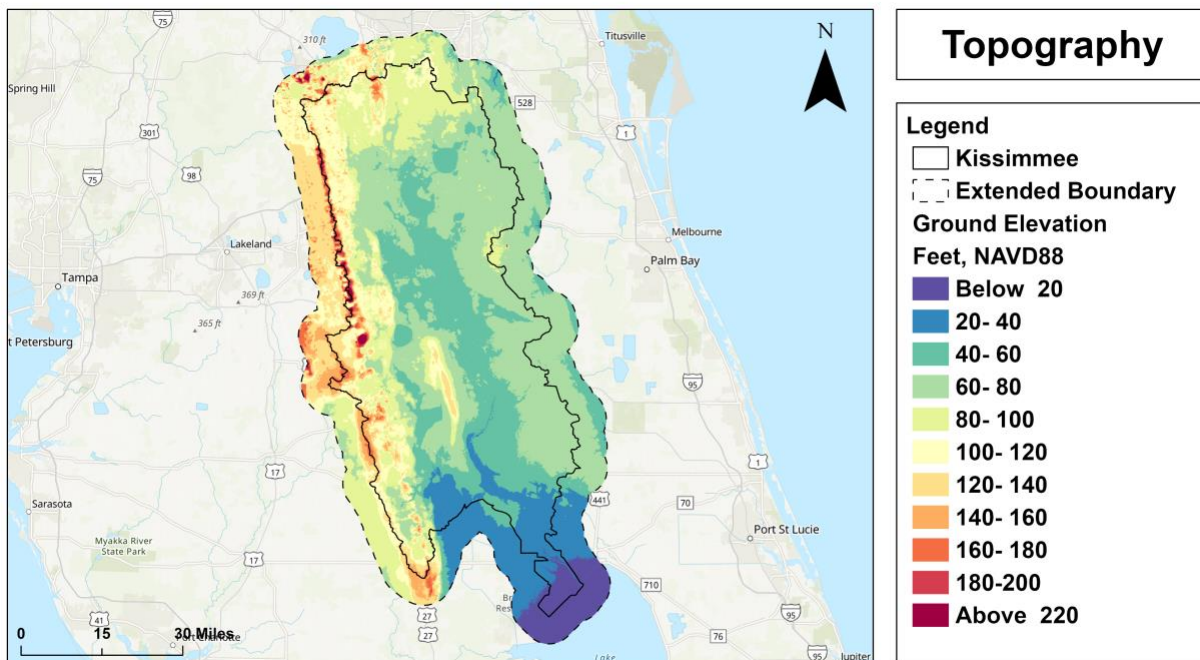 75
310 ft
N
Titusville
Spring Hill
528
301
1
75
98
Melbourne
Lakeland
Palm Bay
Tampa
369 ft
365 ft
t Petersburg
95
17
1
Sarasota
441
70
Port St Lucie
Myakka River
State Park
17
710
27
41
27
95
76
0 15 30 Miles
95
Lake
Jupiter
Topography
Legend
Kissimmee
Extended Boundary
Ground Elevation
Feet, NAVD88
Below 20
20- 40
40- 60
60- 80
80- 100
100- 120
120- 140
140- 160
160- 180
180-200
Above 220